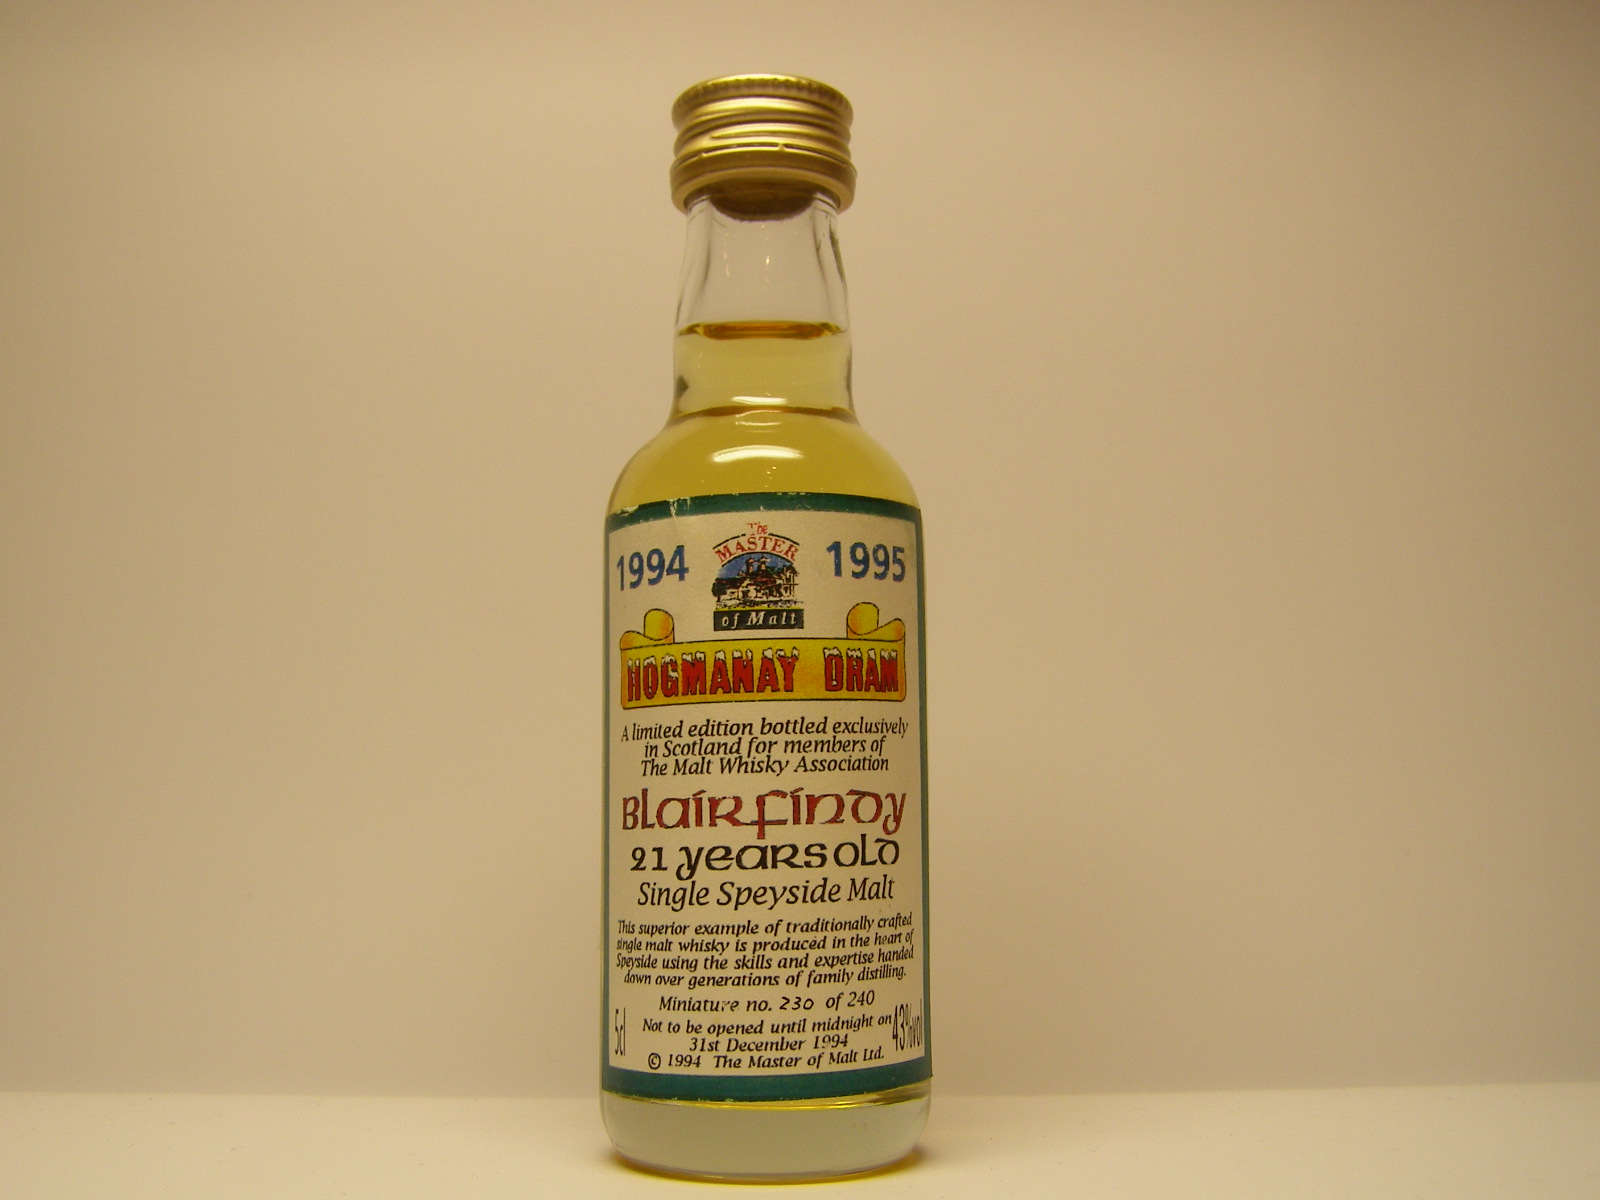 The
MASTER
1994 1995
of Malt
HOGMANAY DRAM
A limited edition bottled exclusively
in Scotland for members of
The Malt Whisky Association
Blairfindy
21 years old
Single Speyside Malt
This superior example of traditionally crafted
single malt whisky is produced in the heart of
Speyside using the skills and expertise handed
down over generations of family distilling.
Miniature no. 230 of 240
5cl
43%vol
Not to be opened until midnight on
31st December 1994
© 1994 The Master of Malt Ltd.